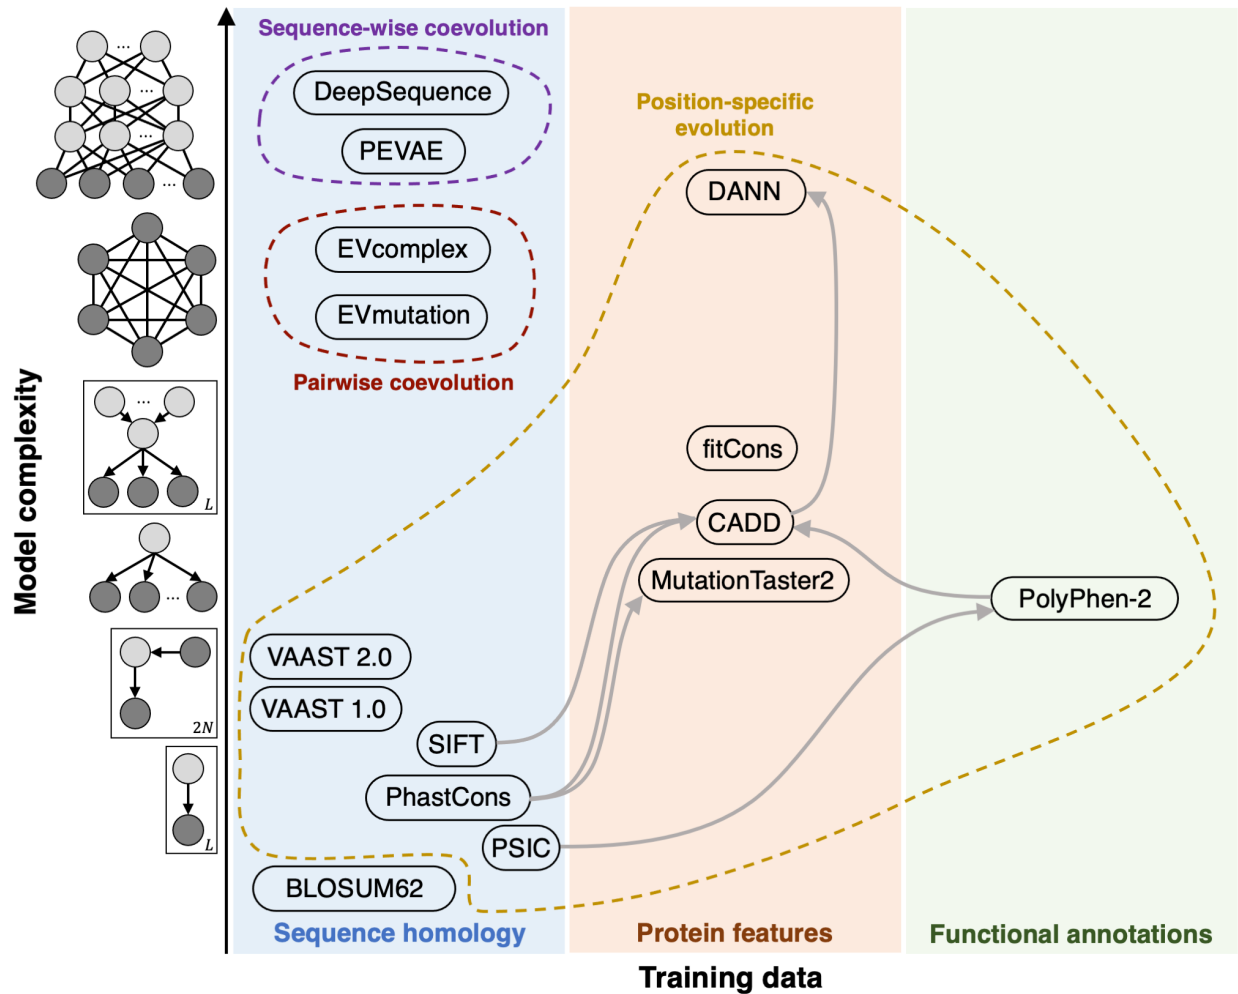 Sequence-wise coevolution
DeepSequence
PEVAE
Position-specific
evolution
DANN
EVcomplex
EVmutation
Pairwise coevolution
Model complexity
...
...
...
...
...
L
...
2N
L
fitCons
CADD
MutationTaster2
PolyPhen-2
VAAST 2.0
VAAST 1.0
SIFT
PhastCons
PSIC
BLOSUM62
Sequence homology
Protein features
Functional annotations
Training data